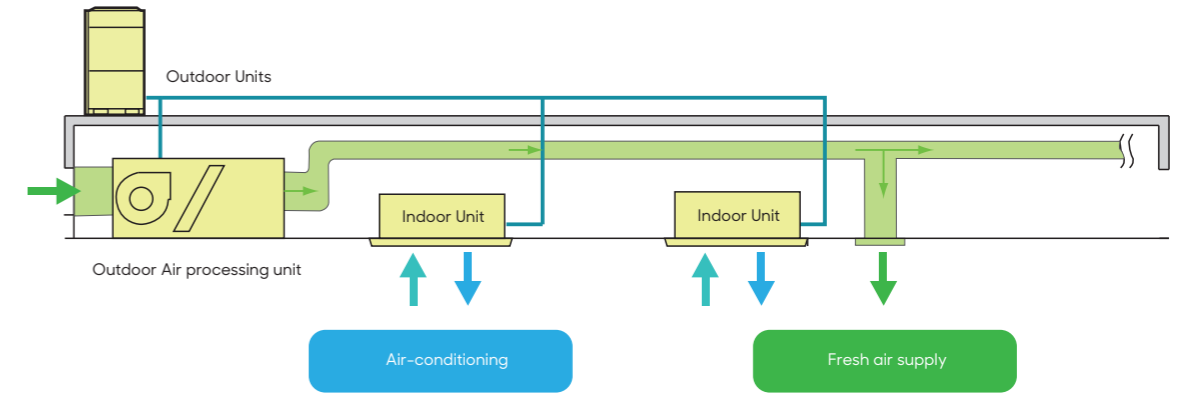 Outdoor Units
Indoor Unit
Indoor Unit
Outdoor Air processing unit
Air-conditioning
Fresh air supply